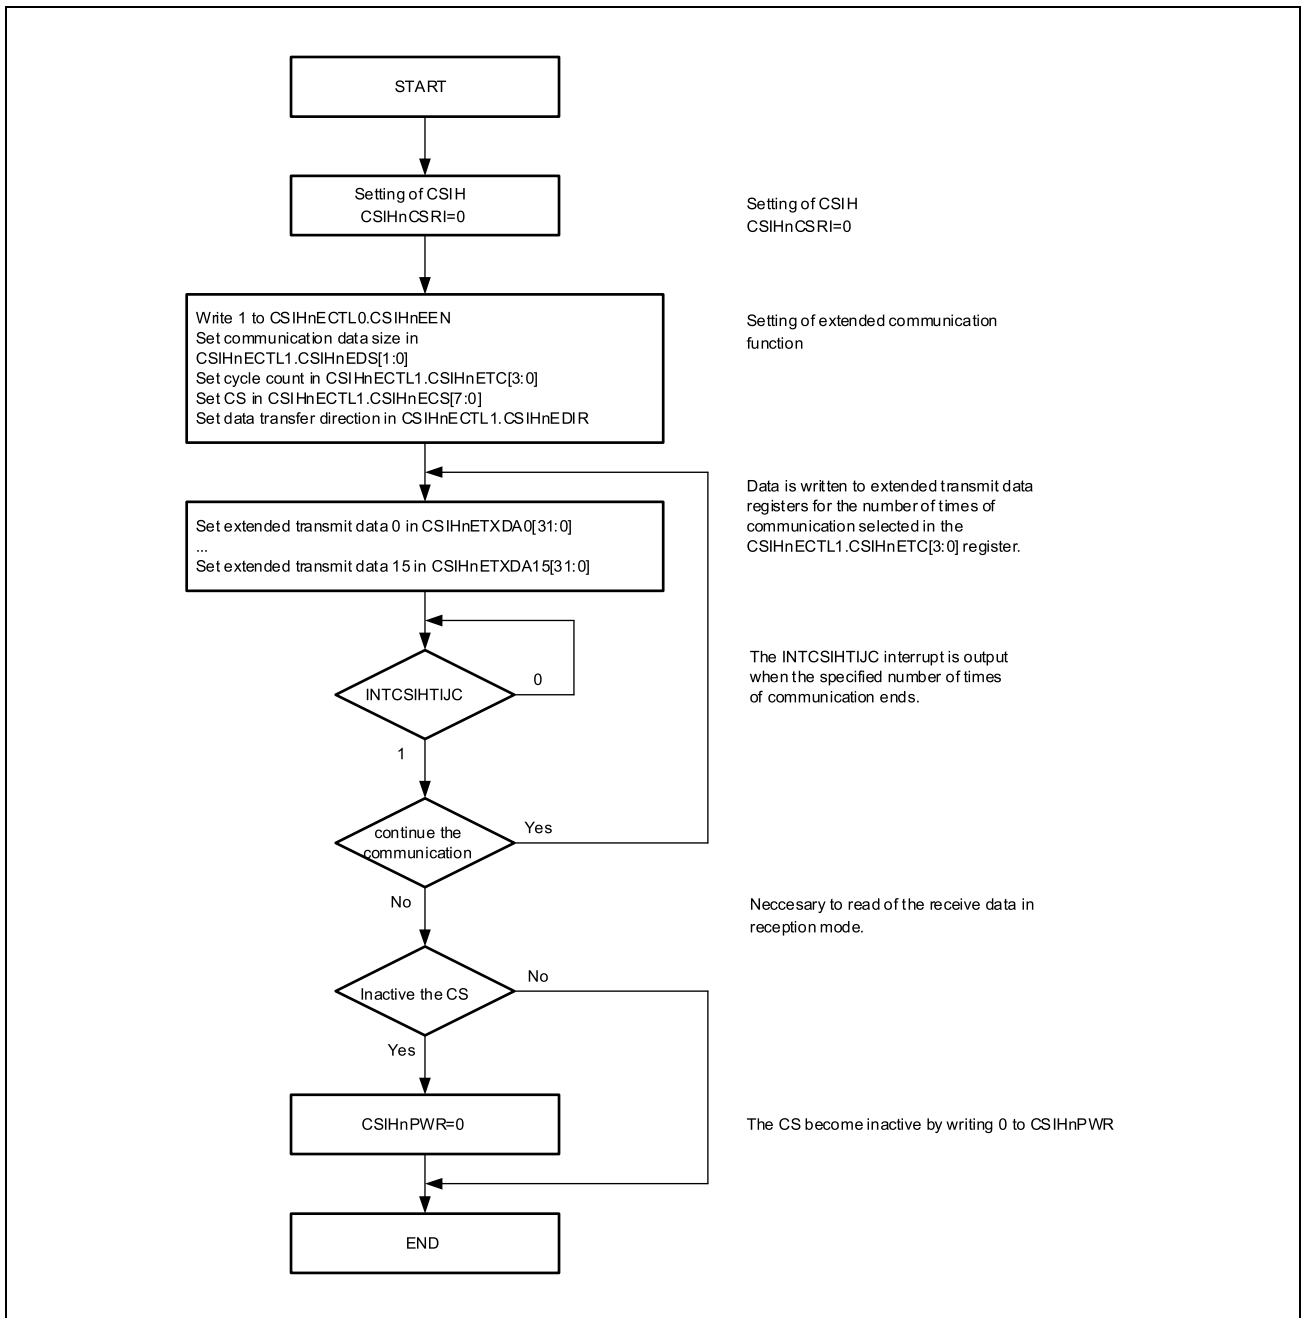 START
Setting of CSIH
CSIHnCSRI=0
Setting of CSIH
CSIHnCSRI=0
Write 1 to CSIHnECTL0.CSIHnEEN
Set communication data size in
CSIHnECTL1.CSIHnEDS[1:0]
Set cycle count in CSIHnECTL1.CSIHnETC[3:0]
Set CS in CSIHnECTL1.CSIHnECS[7:0]
Set data transfer direction in CSIHnECTL1.CSIHnEDIR
Setting of extended communication
function
Set extended transmit data 0 in CSIHnETXDA0[31:0]
...
Set extended transmit data 15 in CSIHnETXDA15[31:0]
Data is written to extended transmit data
registers for the number of times of
communication selected in the
CSIHnECTL1.CSIHnETC[3:0] register.
INTCSIHTIJC
0
1
The INTCSIHTIJC interrupt is output
when the specified number of times
of communication ends.
continue the
communication
Yes
No
Neccesary to read of the receive data in
reception mode.
Inactive the CS
No
Yes
CSIHnPWR=0
The CS become inactive by writing 0 to CSIHnPWR
END